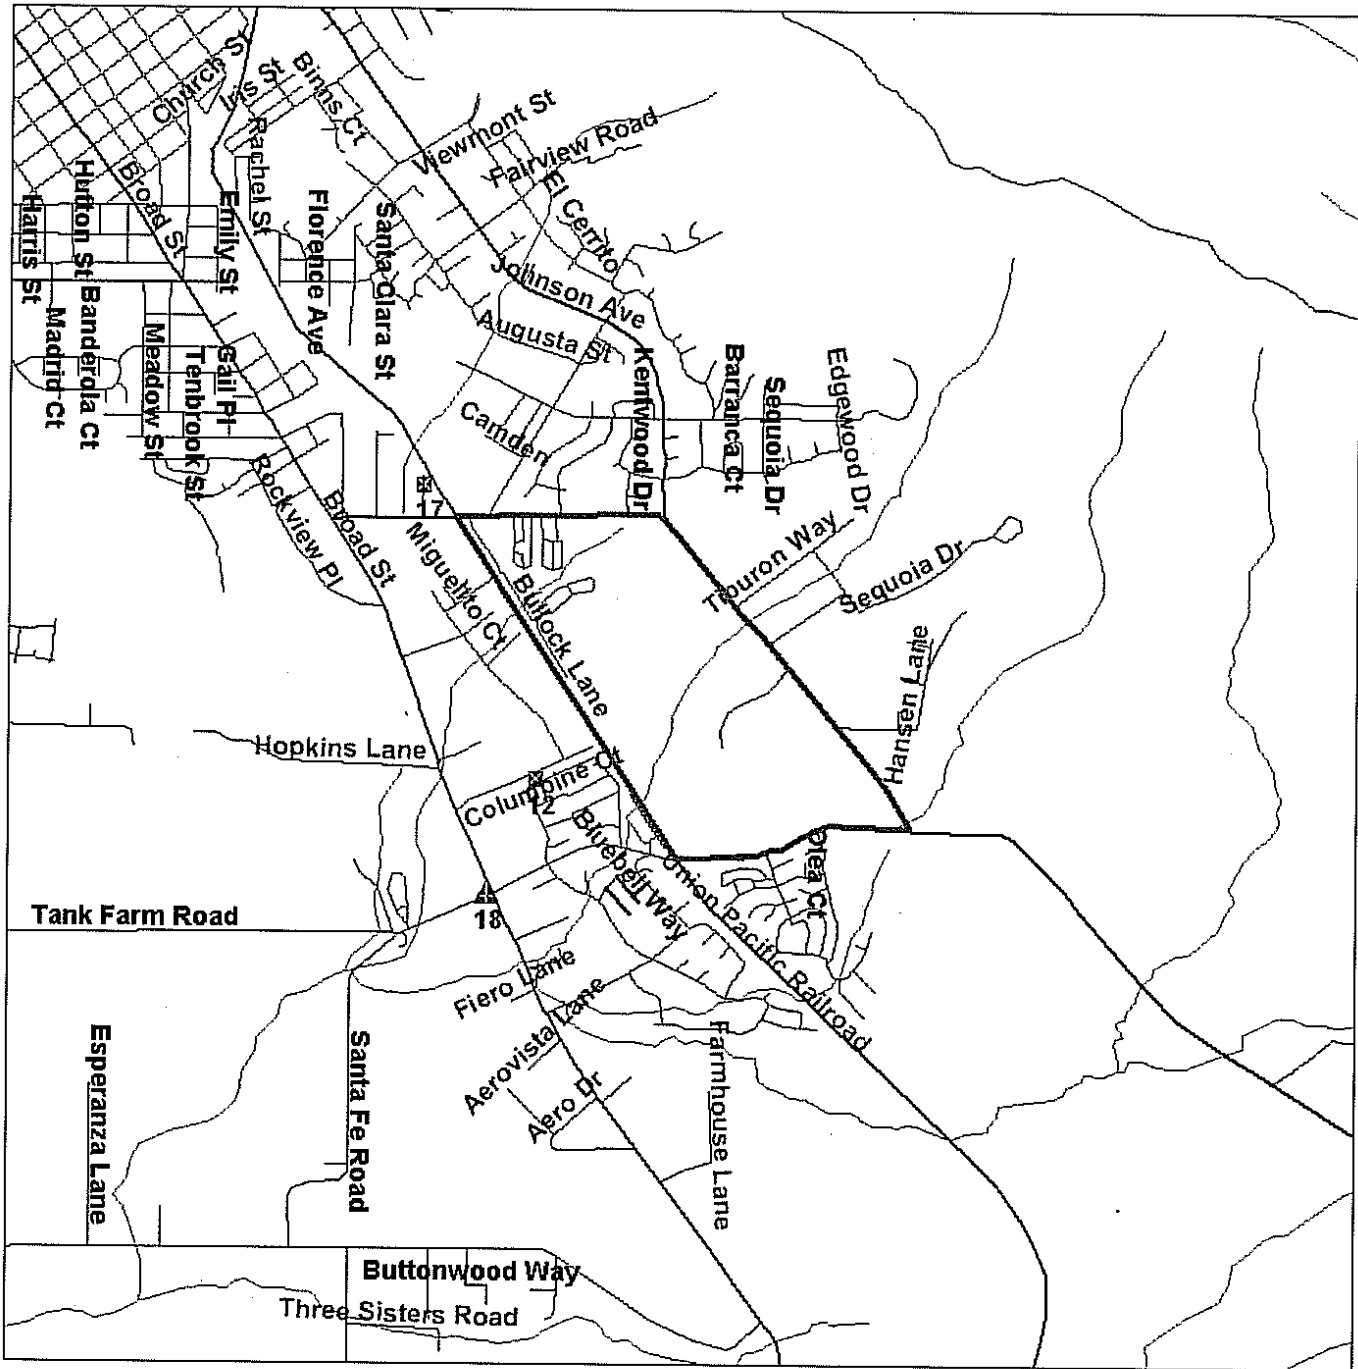 Church St
Iris St
Binns Ct
Rachel St
Viewmont St
Fairview Road
El Cerrito
Broad St
Hutton St
Harris St
Emily St
Florence Ave
Santa Clara St
Johnson Ave
Augusta St
Banderola Ct
Madrid Ct
Meadow St
Tenbrook St
Gail Pl
Kentwood Dr
Barranca Ct
Sequoia Dr
Edgewood Dr
Camden
Rockview Pl
Broad St
17
Miguelito Ct
Bullock Lane
Tiburon Way
Sequoia Dr
Hansen Lane
Hopkins Lane
Columbine Ct
12
Bluebell Way
Union Pacific Railroad
Olea Ct
Tank Farm Road
18
Fiero Lane
Aerovista Lane
Aero Dr
Farmhouse Lane
Esperanza Lane
Santa Fe Road
Buttonwood Way
Three Sisters Road